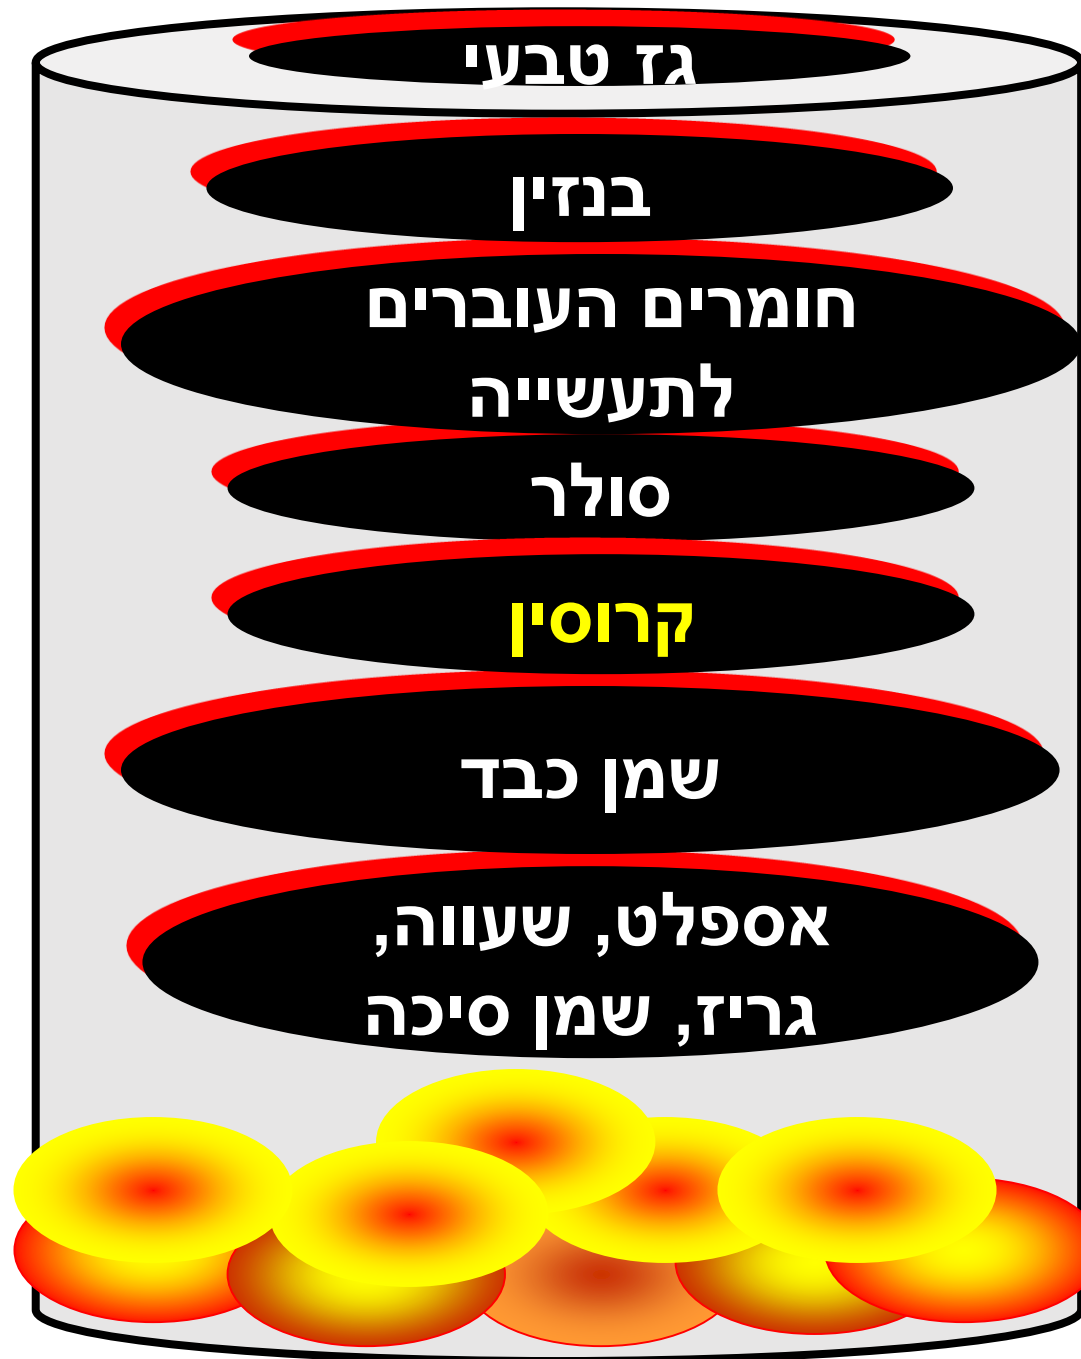 גז טבעי
בנזין
חומרים העוברים
לתעשייה
סולר
קרוסין
שמן כבד
אספלט, שעווה,
גריז, שמן סיכה